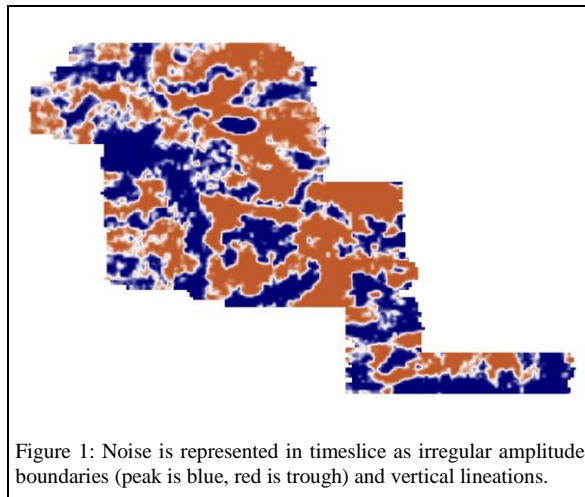 Figure 1: Noise is represented in timeslice as irregular amplitude
boundaries (peak is blue, red is trough) and vertical lineations.